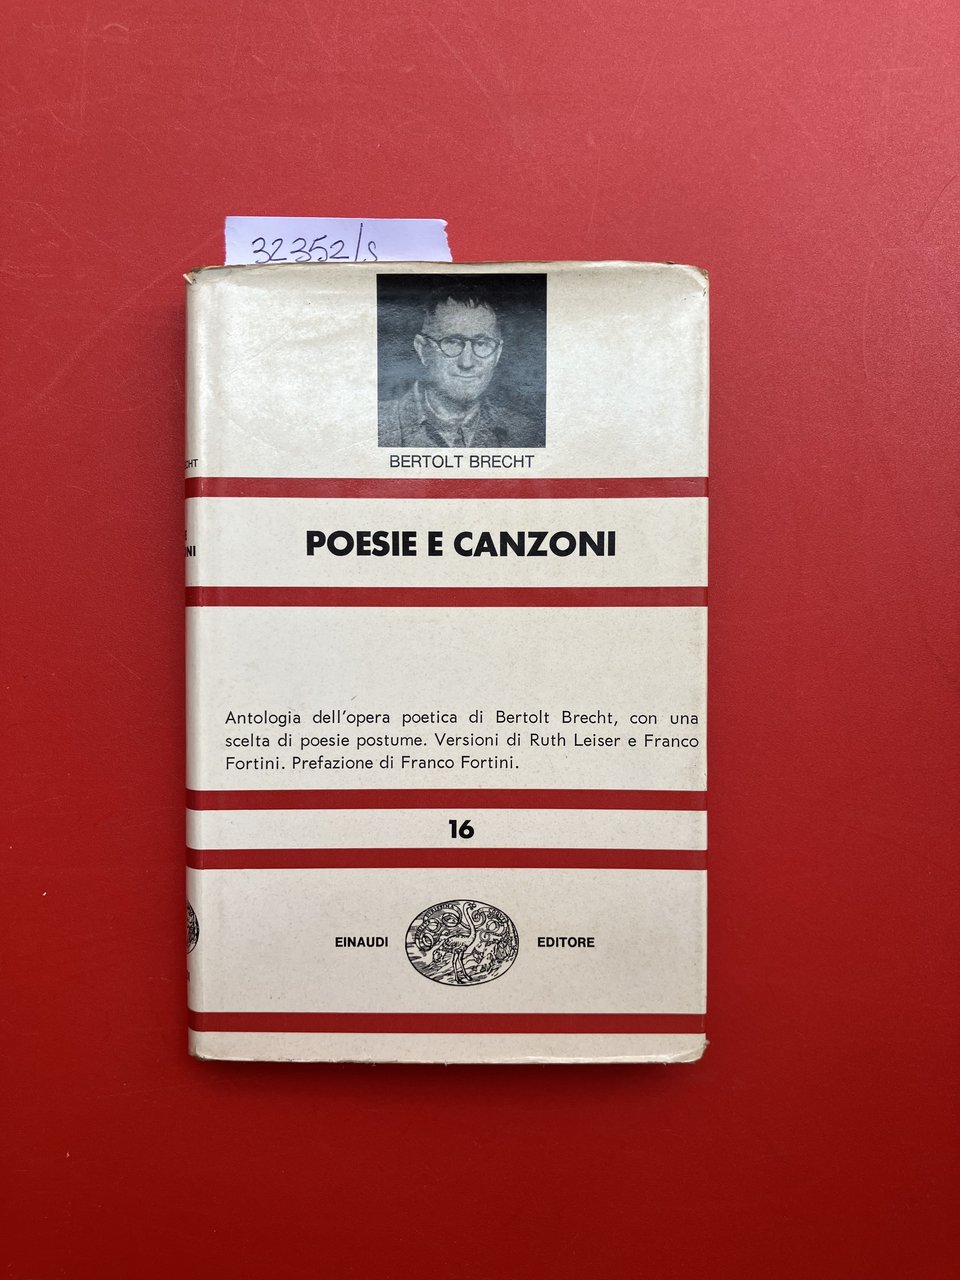 32352/s
BERTOLT BRECHT
POESIE E CANZONI
Antologia dell'opera poetica di Bertolt Brecht, con una
scelta di poesie postume. Versioni di Ruth Leiser e Franco
Fortini. Prefazione di Franco Fortini.
16
EINAUDI EDITORE